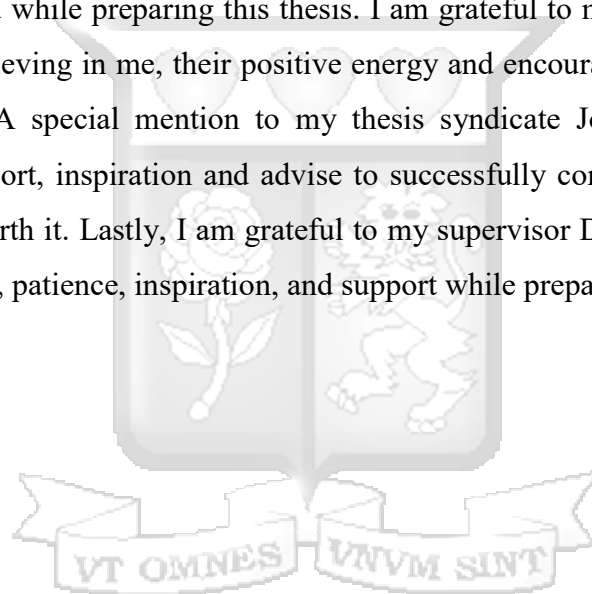 while preparing this thesis. I am grateful to
eving in me, their positive energy and encoura
A special mention to my thesis syndicate Jo
ort, inspiration and advise to successfully con
rth it. Lastly, I am grateful to my supervisor D
, patience, inspiration, and support while prepa
VT OMNES VNVM SINT